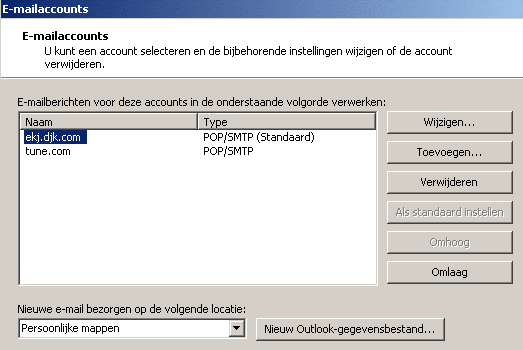 E-mailaccounts
E-mailaccounts
U kunt een account selecteren en de bijbehorende instellingen wijzigen of de account
verwijderen.
E-mailberichten voor deze accounts in de onderstaande volgorde verwerken:
Naam Type
ekj.djk.com POP/SMTP (Standaard)
tune.com POP/SMTP
Wijzigen...
Toevoegen...
Verwijderen
Als standaard instellen
Omhoog
Omlaag
Nieuwe e-mail bezorgen op de volgende locatie:
Persoonlijke mappen
Nieuw Outlook-gegevensbestand...